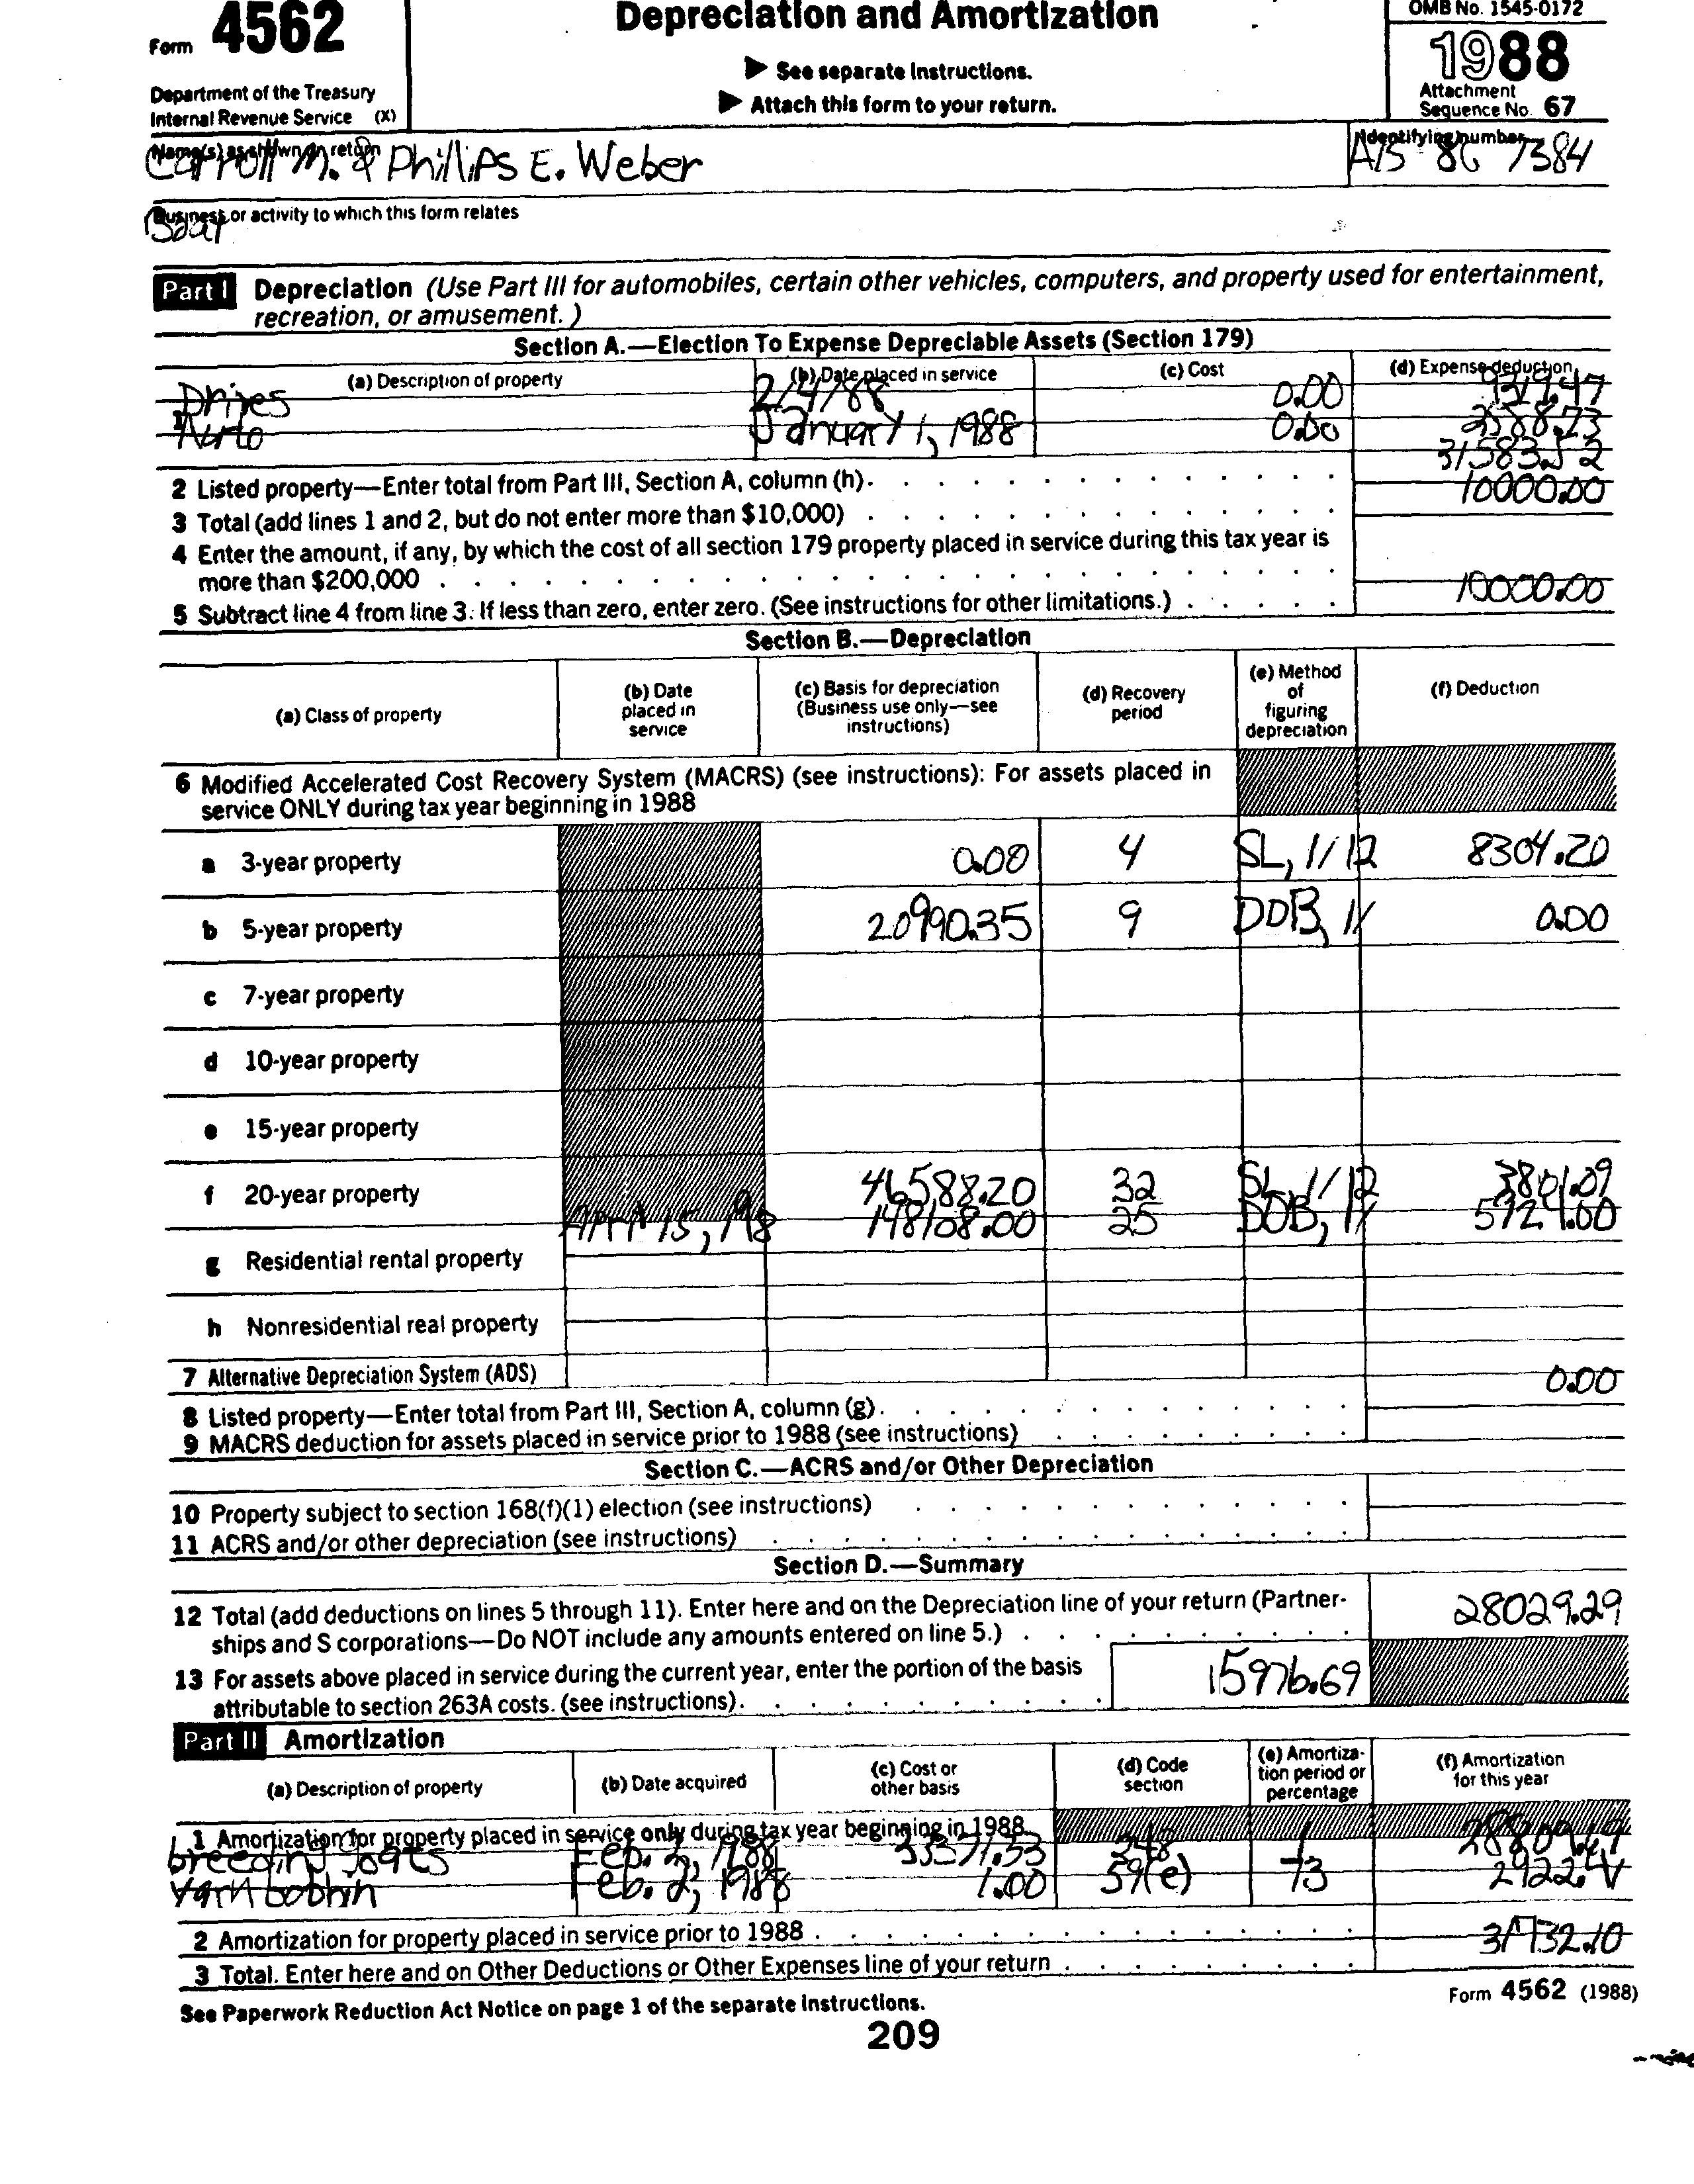 Form 4562
Depreciation and Amortization
OMB No. 1545-0172
1988
▶ See separate Instructions.
▶ Attach this form to your return.
Department of the Treasury
Internal Revenue Service (X)
Attachment
Sequence No. 67
Name(s) as shown on return
Identifying number
Carroll M. & Phillips E. Weber
7384
Business or activity to which this form relates
Part I Depreciation (Use Part III for automobiles, certain other vehicles, computers, and property used for entertainment,
recreation, or amusement.)
Section A.—Election To Expense Depreciable Assets (Section 179)
(a) Description of property (b) Date placed in service (c) Cost (d) Expense deduction
2/4/88 0.00
1 January 1, 1988 0.00
31583.52
2 Listed property—Enter total from Part III, Section A, column (h) 10000.00
3 Total (add lines 1 and 2, but do not enter more than $10,000)
4 Enter the amount, if any, by which the cost of all section 179 property placed in service during this tax year is
more than $200,000 10000.00
5 Subtract line 4 from line 3. If less than zero, enter zero. (See instructions for other limitations.)
Section B.—Depreciation
(a) Class of property (b) Date placed in service (c) Basis for depreciation (Business use only—see instructions) (d) Recovery period (e) Method of figuring depreciation (f) Deduction
6 Modified Accelerated Cost Recovery System (MACRS) (see instructions): For assets placed in
service ONLY during tax year beginning in 1988
a 3-year property 0.00 4 SL, 1/12 8304.20
b 5-year property 20990.35 9 DDB, 1/ 0.00
c 7-year property
d 10-year property
e 15-year property
f 20-year property 46588.20 32 SL, 1/12 3801.09
April 15, 198 148108.00 25 DDB, 1/ 5924.00
g Residential rental property
h Nonresidential real property
7 Alternative Depreciation System (ADS) 0.00
8 Listed property—Enter total from Part III, Section A, column (g)
9 MACRS deduction for assets placed in service prior to 1988 (see instructions)
Section C.—ACRS and/or Other Depreciation
10 Property subject to section 168(f)(1) election (see instructions)
11 ACRS and/or other depreciation (see instructions)
Section D.—Summary
12 Total (add deductions on lines 5 through 11). Enter here and on the Depreciation line of your return (Partner-
ships and S corporations—Do NOT include any amounts entered on line 5.) 28029.29
13 For assets above placed in service during the current year, enter the portion of the basis
attributable to section 263A costs. (see instructions) 15976.69
Part II Amortization
(a) Description of property (b) Date acquired (c) Cost or other basis (d) Code section (e) Amortization period or percentage (f) Amortization for this year
1 Amortization for property placed in service only during tax year beginning in 1988
breeding goats Feb. 2, 1988 33371.53 248 1
yarn bobbin Feb. 2, 1988 1.00 59(e) 73
2 Amortization for property placed in service prior to 1988 31732.10
3 Total. Enter here and on Other Deductions or Other Expenses line of your return
See Paperwork Reduction Act Notice on page 1 of the separate Instructions.
Form 4562 (1988)
209